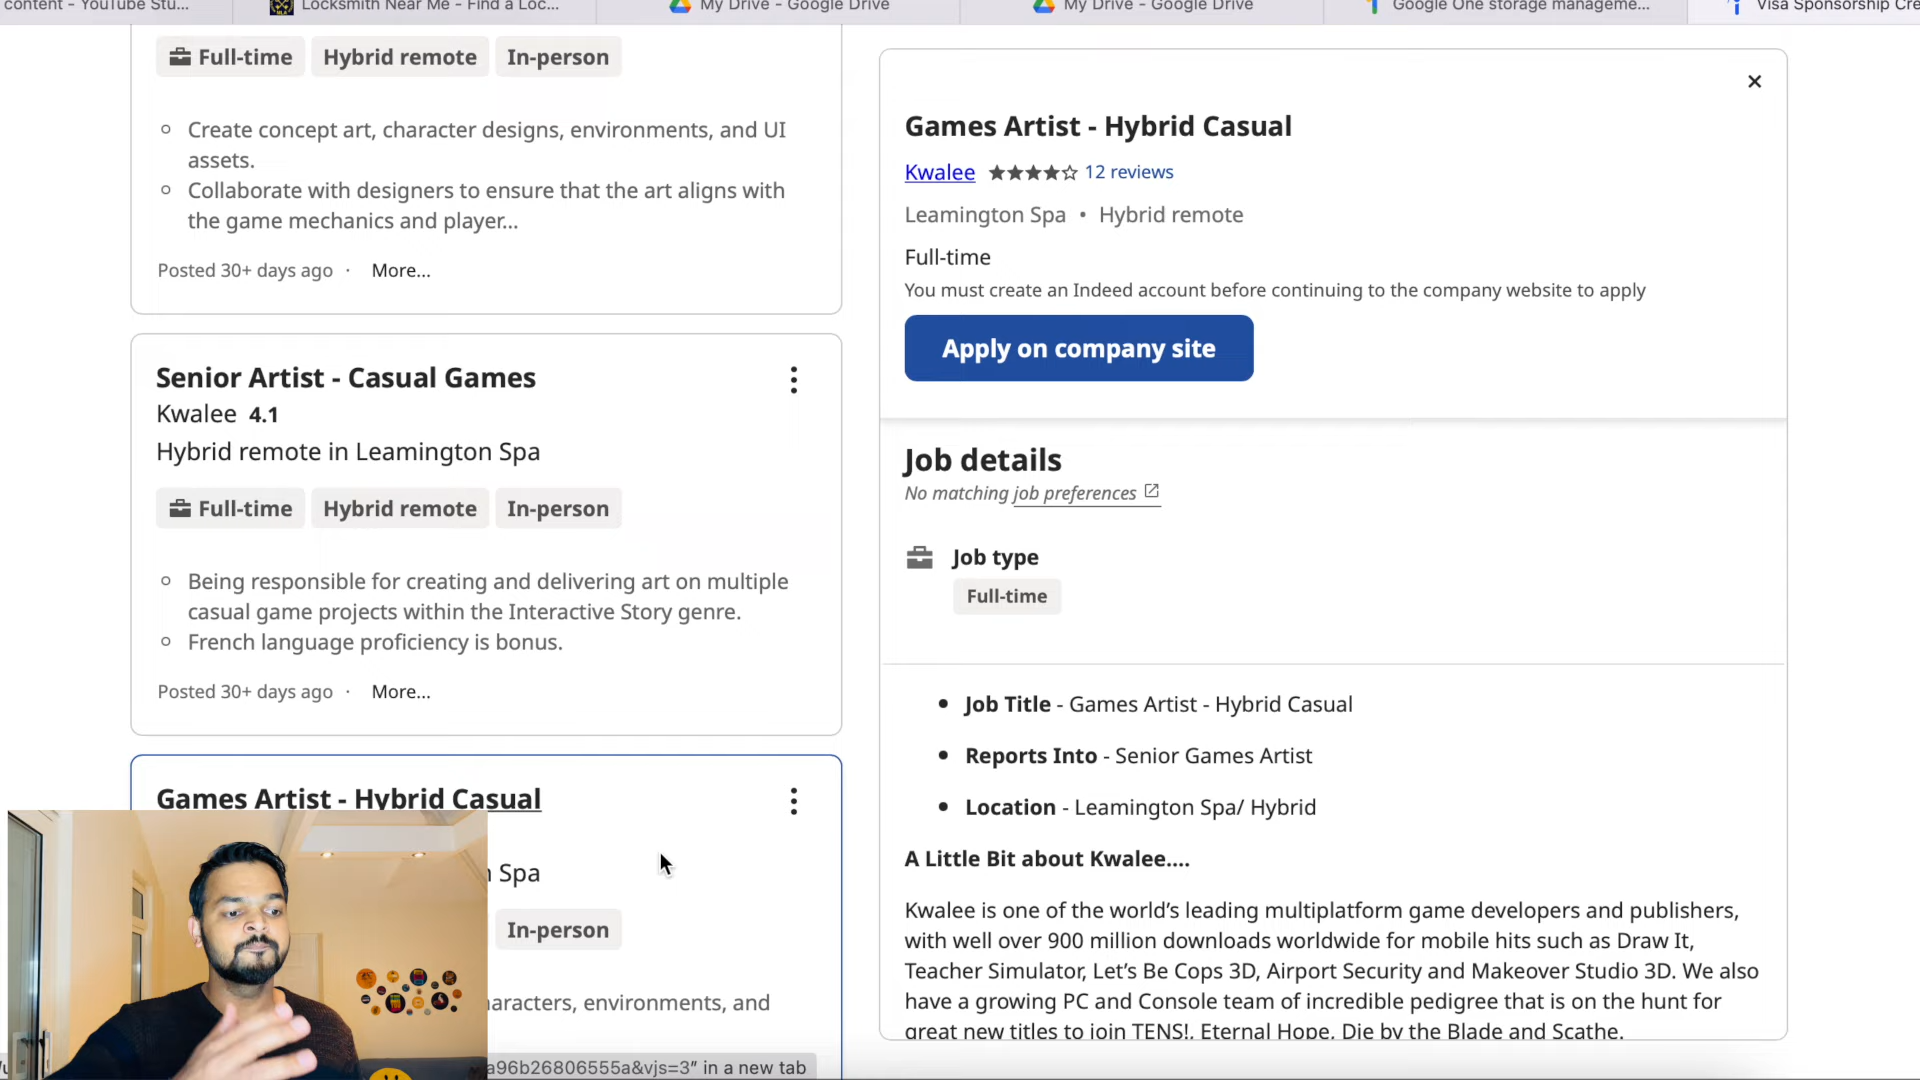 content - YouTube Stu...
Locksmith Near Me - Find a Loc...
My Drive - Google Drive
My Drive - Google Drive
Google One storage manageme...
Visa Sponsorship Cre
Full-time
Hybrid remote
In-person
Create concept art, character designs, environments, and UI
assets.
Collaborate with designers to ensure that the art aligns with
the game mechanics and player...
Posted 30+ days ago · More...
Senior Artist - Casual Games
Kwalee 4.1
Hybrid remote in Leamington Spa
Full-time
Hybrid remote
In-person
Being responsible for creating and delivering art on multiple
casual game projects within the Interactive Story genre.
French language proficiency is bonus.
Posted 30+ days ago · More...
Games Artist - Hybrid Casual
Spa
In-person
aracters, environments, and
a96b26806555a&vjs=3” in a new tab
Games Artist - Hybrid Casual
Kwalee 12 reviews
Leamington Spa • Hybrid remote
Full-time
You must create an Indeed account before continuing to the company website to apply
Apply on company site
Job details
No matching job preferences
Job type
Full-time
Job Title - Games Artist - Hybrid Casual
Reports Into - Senior Games Artist
Location - Leamington Spa/ Hybrid
A Little Bit about Kwalee....
Kwalee is one of the world’s leading multiplatform game developers and publishers,
with well over 900 million downloads worldwide for mobile hits such as Draw It,
Teacher Simulator, Let’s Be Cops 3D, Airport Security and Makeover Studio 3D. We also
have a growing PC and Console team of incredible pedigree that is on the hunt for
great new titles to join TENS!, Eternal Hope, Die by the Blade and Scathe.